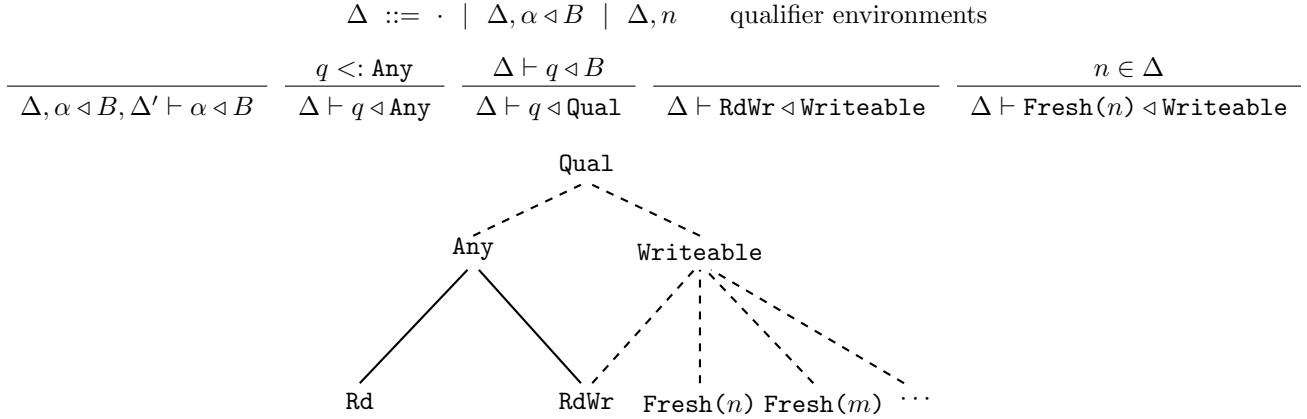 Δ ::= · | Δ, α ◃ B | Δ, n qualifier environments
q <: Any Δ ⊢ q ◃ B n ∈ Δ
Δ, α ◃ B, Δ′ ⊢ α ◃ B Δ ⊢ q ◃ Any Δ ⊢ q ◃ Qual Δ ⊢ RdWr ◃ Writeable Δ ⊢ Fresh(n) ◃ Writeable
Qual
Any Writeable
Rd RdWr Fresh(n) Fresh(m) ···